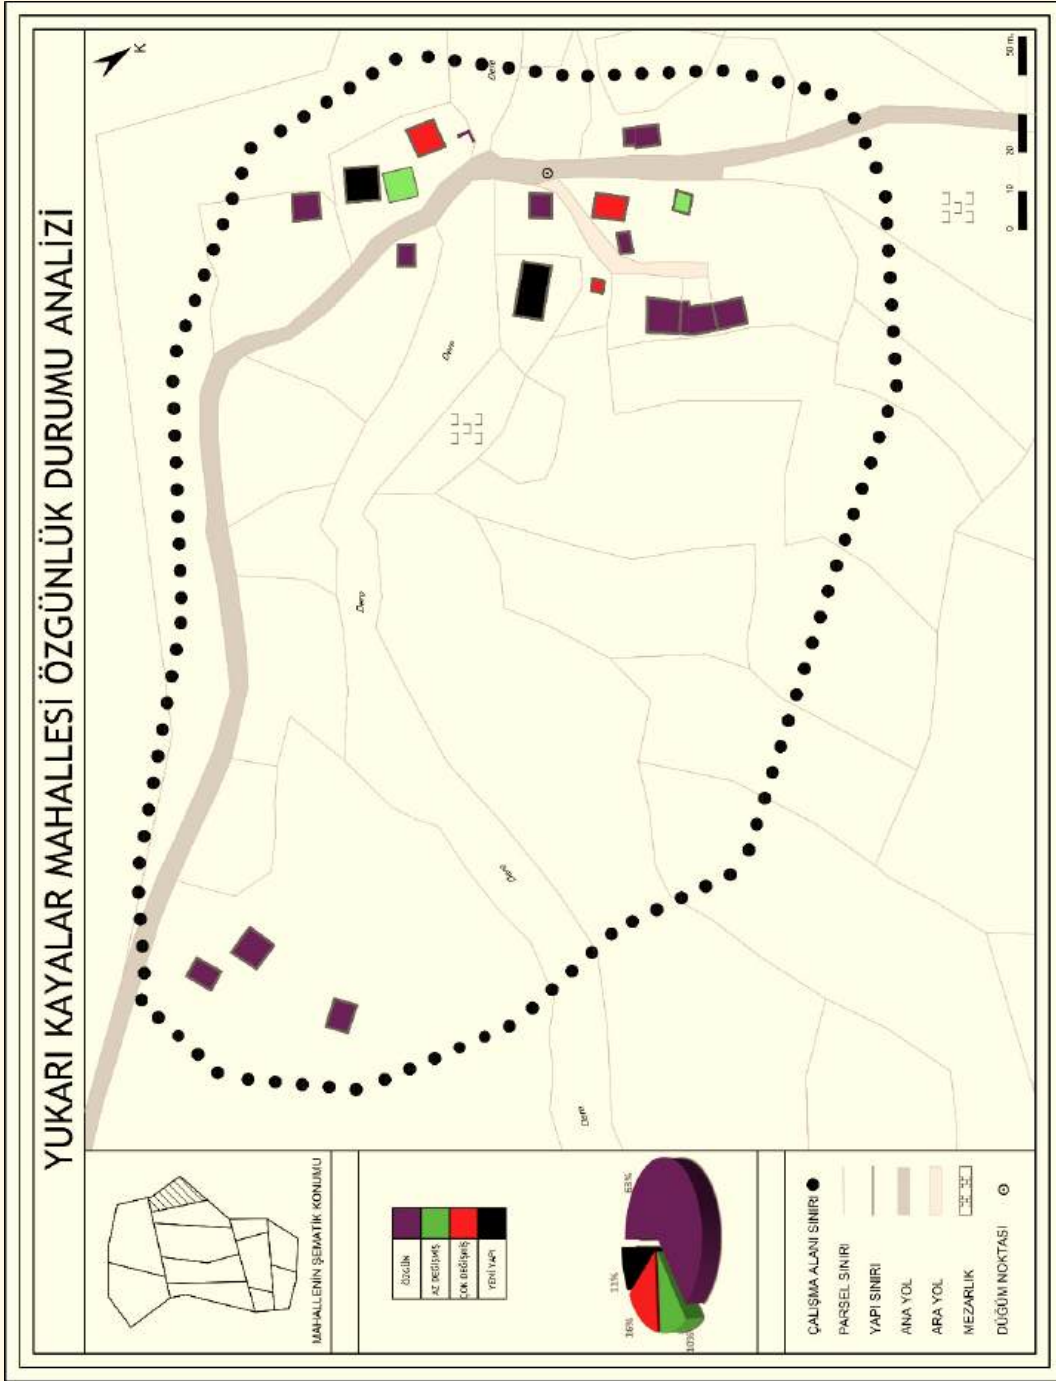 YUKARI KAYALAR MAHALLESİ ÖZGÜNLÜK DURUMU ANALİZİ
MAHALLENİN ŞEMATİK KONUMU
ÖZGÜN
AZ DEĞİŞMİŞ
ÇOK DEĞİŞMİŞ
YENİ YAPI
63%
11%
16%
10%
ÇALIŞMA ALANI SINIRI
PARSEL SINIRI
YAPI SINIRI
ANA YOL
ARA YOL
MEZARLIK
DÜĞÜM NOKTASI
K
Dere
Dere
Dere
Dere
Dere
0 10 20 50 m.